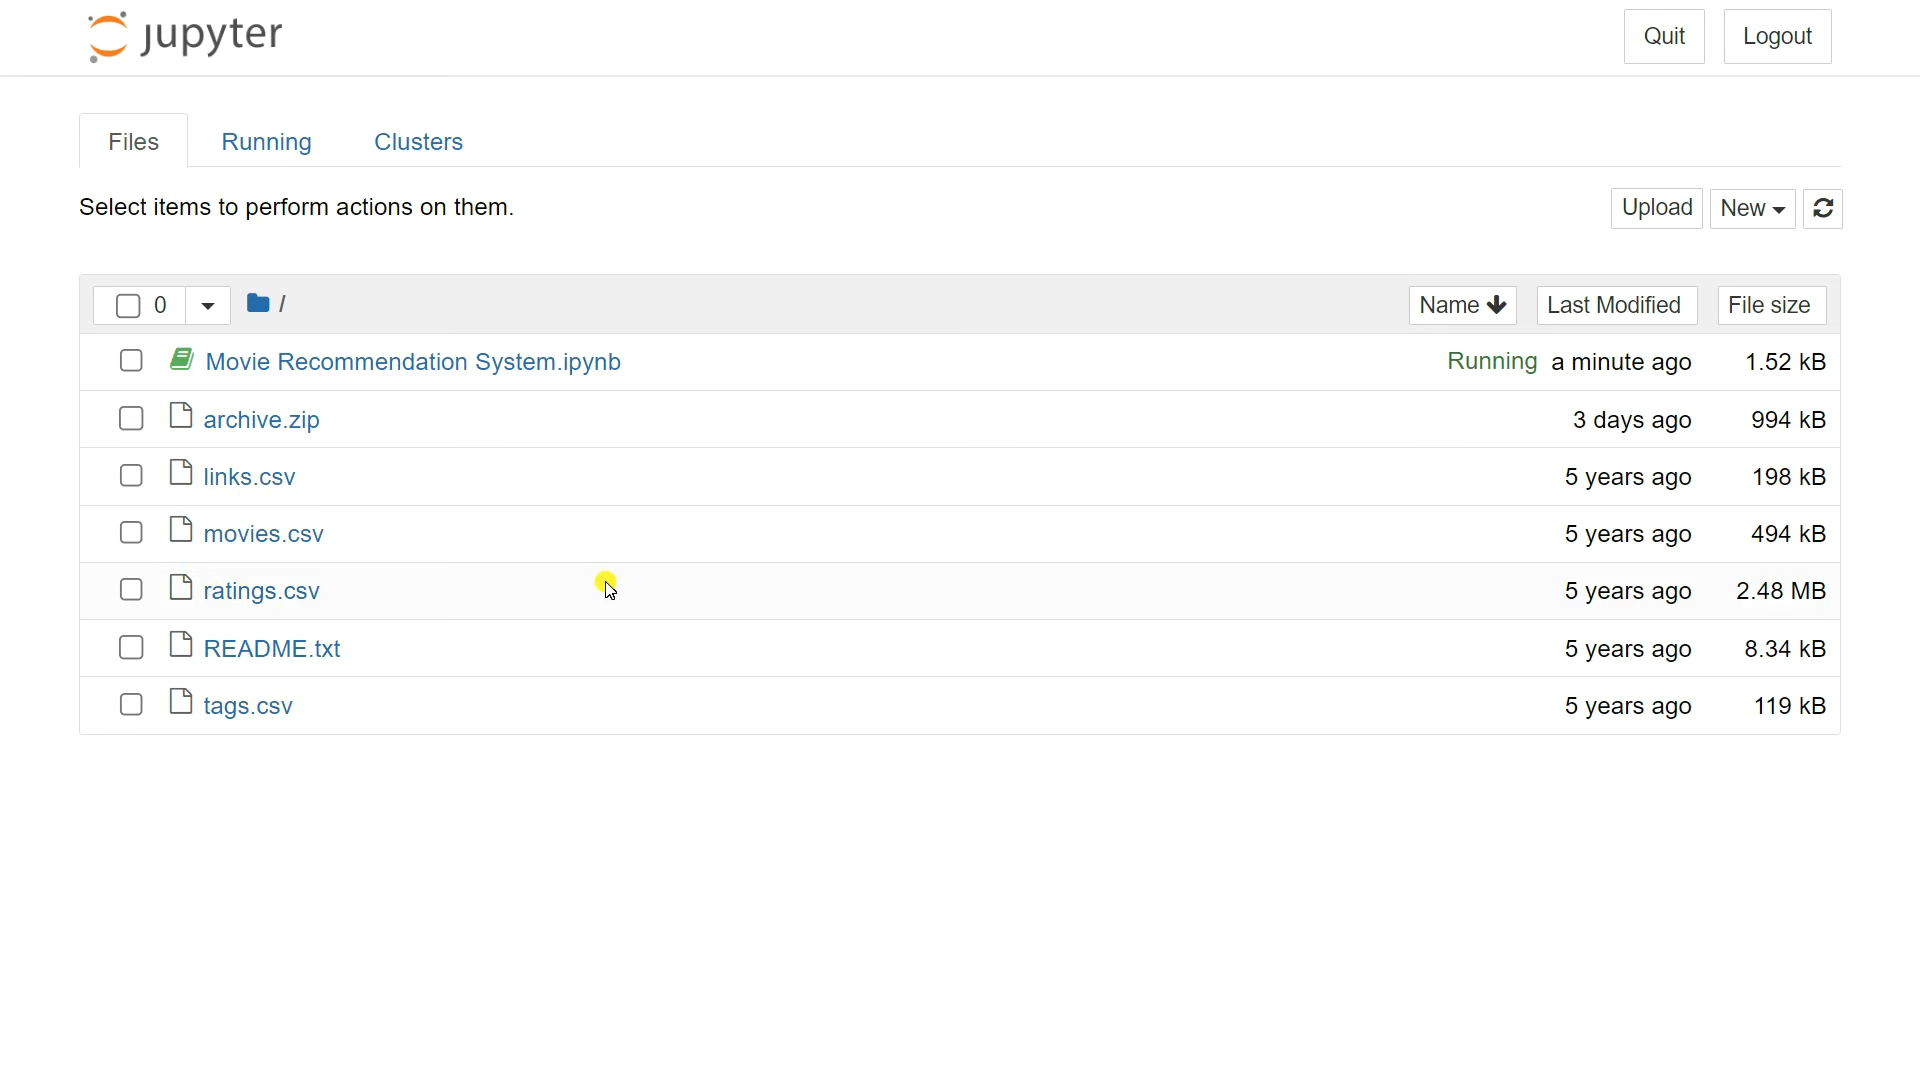 jupyter
Quit
Logout
Files
Running
Clusters
Select items to perform actions on them.
Upload
New
0
/
Name
Last Modified
File size
Movie Recommendation System.ipynb Running a minute ago 1.52 kB
archive.zip 3 days ago 994 kB
links.csv 5 years ago 198 kB
movies.csv 5 years ago 494 kB
ratings.csv 5 years ago 2.48 MB
README.txt 5 years ago 8.34 kB
tags.csv 5 years ago 119 kB